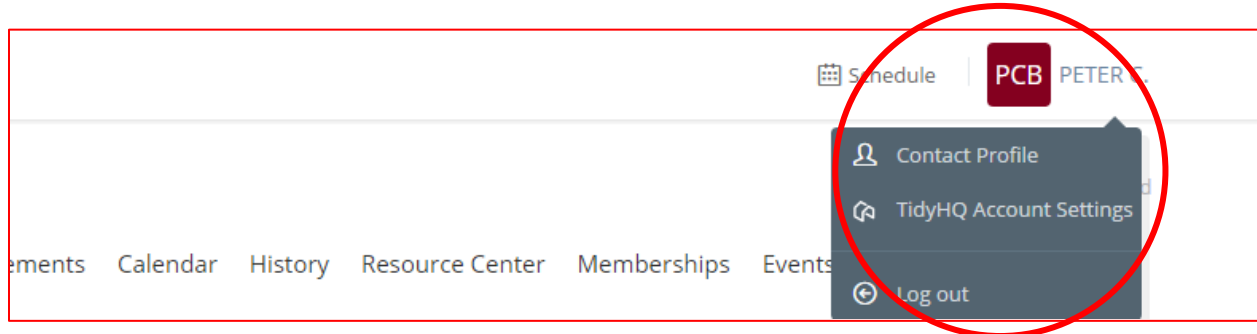 Schedule PCB PETER C.
Contact Profile
TidyHQ Account Settings
ements Calendar History Resource Center Memberships Events
Log out